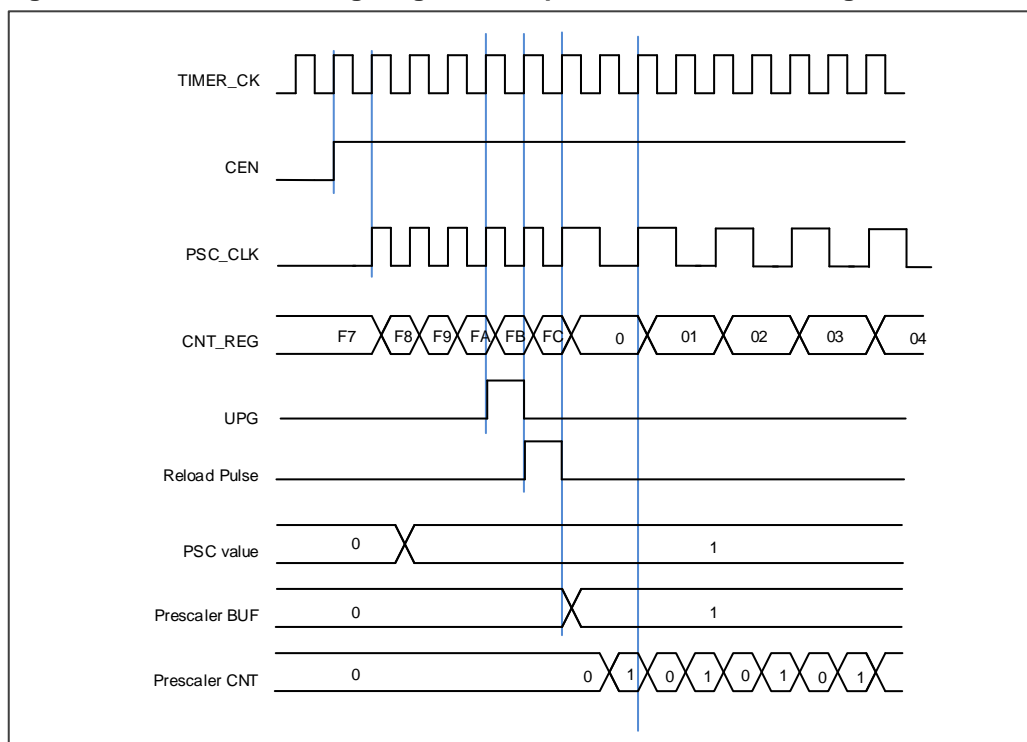 TIMER_CK
CEN
PSC_CLK
CNT_REG F7 F8 F9 FA FB FC 0 01 02 03 04
UPG
Reload Pulse
PSC value 0 1
Prescaler BUF 0 1
Prescaler CNT 0 0 1 0 1 0 1 0 1